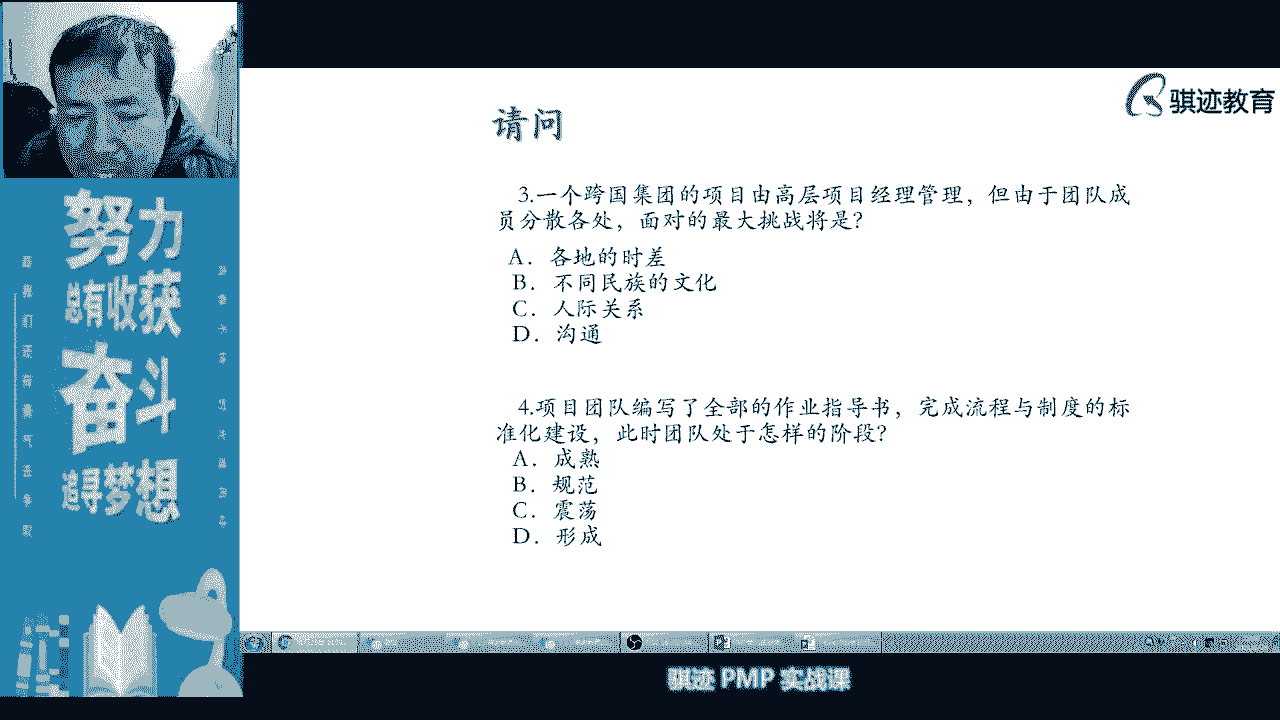 骐迹教育
请问
3.一个跨国集团的项目由高层项目经理管理，但由于团队成
员分散各处，面对的最大挑战将是？
A．各地的时差
B．不同民族的文化
C．人际关系
D．沟通
4.项目团队编写了全部的作业指导书，完成流程与制度的标
准化建设，此时团队处于怎样的阶段？
A．成熟
B．规范
C．震荡
D．形成
努力
总有收获
奋斗
追寻梦想
骐迹 PMP 实战课